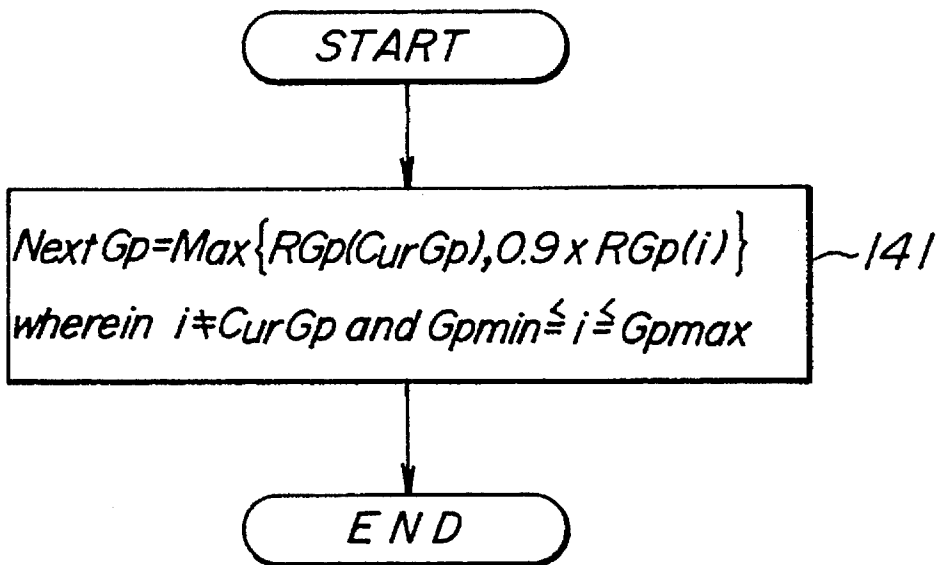 START
Next Gp=Max{RGp(CurGp),0.9 x RGp(i)}
wherein i≠CurGp and Gpmin≦i≦Gpmax
141
END